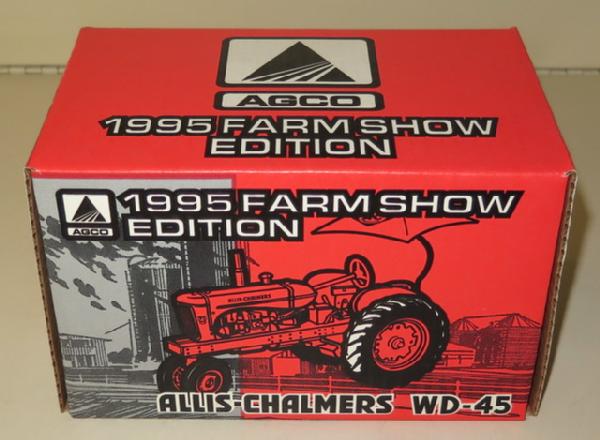 AGCO
1995 FARM SHOW
EDITION
AGCO
1995 FARM SHOW
EDITION
ALLIS-CHALMERS
ALLIS-CHALMERS WD-45